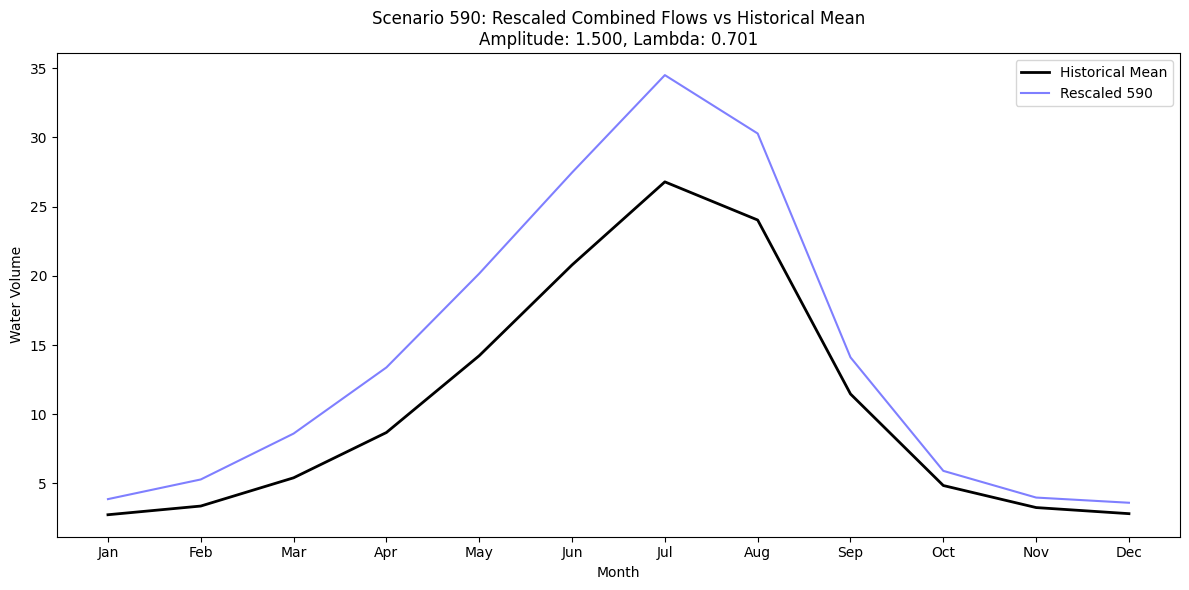 Scenario 590: Rescaled Combined Flows vs Historical Mean
Amplitude: 1.500, Lambda: 0.701
Historical Mean
Rescaled 590
Water Volume
35
30
25
20
15
10
5
Jan Feb Mar Apr May Jun Jul Aug Sep Oct Nov Dec
Month